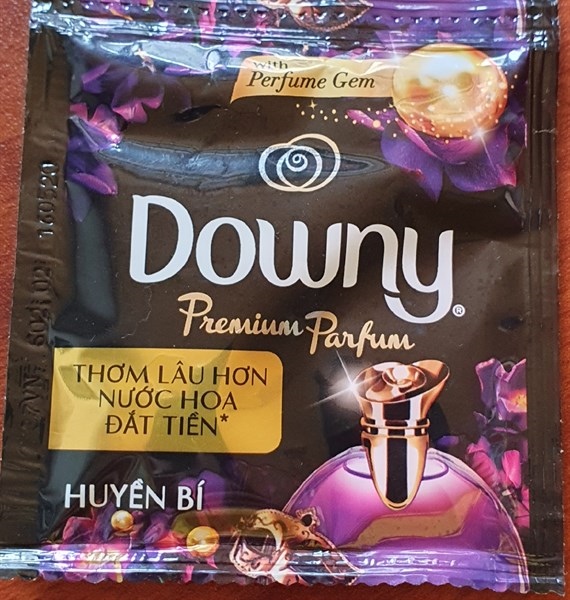 with
Perfume Gem
Downy®
Premium Parfum
THƠM LÂU HƠN
NƯỚC HOA
ĐẮT TIỀN*
HUYỀN BÍ